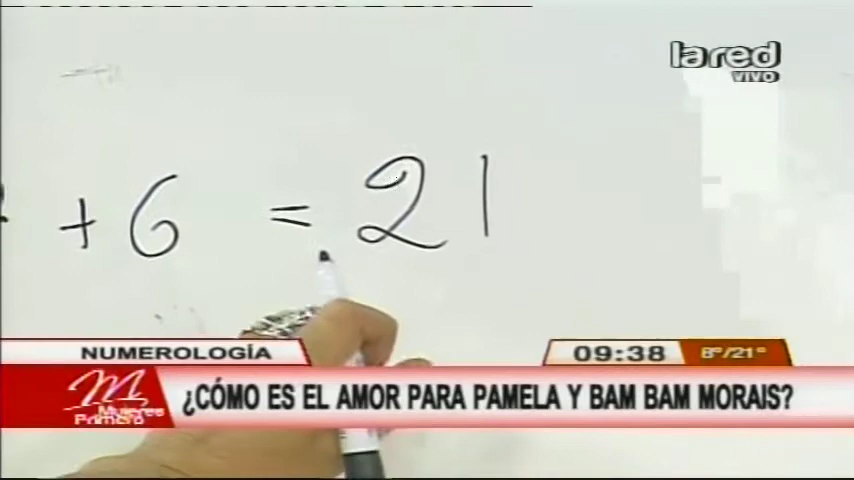 la red
VIVO
+ 6 = 21
NUMEROLOGÍA
09:38 8°/21°
M
Mujeres
Primero
¿CÓMO ES EL AMOR PARA PAMELA Y BAM BAM MORAIS?